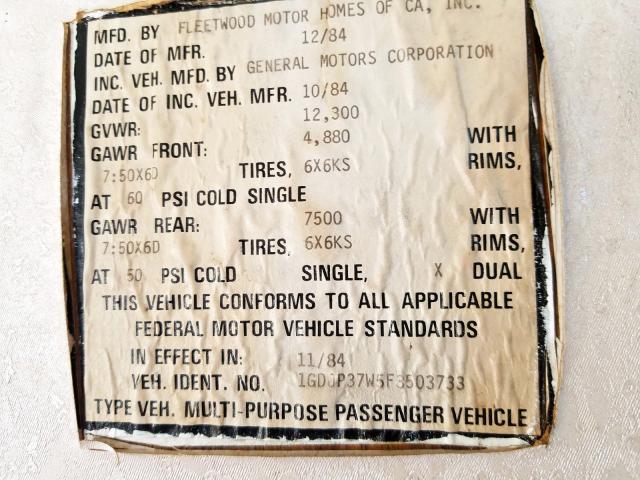 MFD. BY FLEETWOOD MOTOR HOMES OF CA, INC.
DATE OF MFR. 12/84
INC. VEH. MFD. BY GENERAL MOTORS CORPORATION
DATE OF INC. VEH. MFR. 10/84
GVWR: 12,300
GAWR FRONT: 4,880 WITH
7:50X6D TIRES, 6X6KS RIMS,
AT 60 PSI COLD SINGLE
GAWR REAR: 7500 WITH
7:50X6D TIRES, 6X6KS RIMS,
AT 50 PSI COLD SINGLE, X DUAL
THIS VEHICLE CONFORMS TO ALL APPLICABLE
FEDERAL MOTOR VEHICLE STANDARDS
IN EFFECT IN: 11/84
VEH. IDENT. NO. 1GDJP37W5F3503733
TYPE VEH. MULTI-PURPOSE PASSENGER VEHICLE